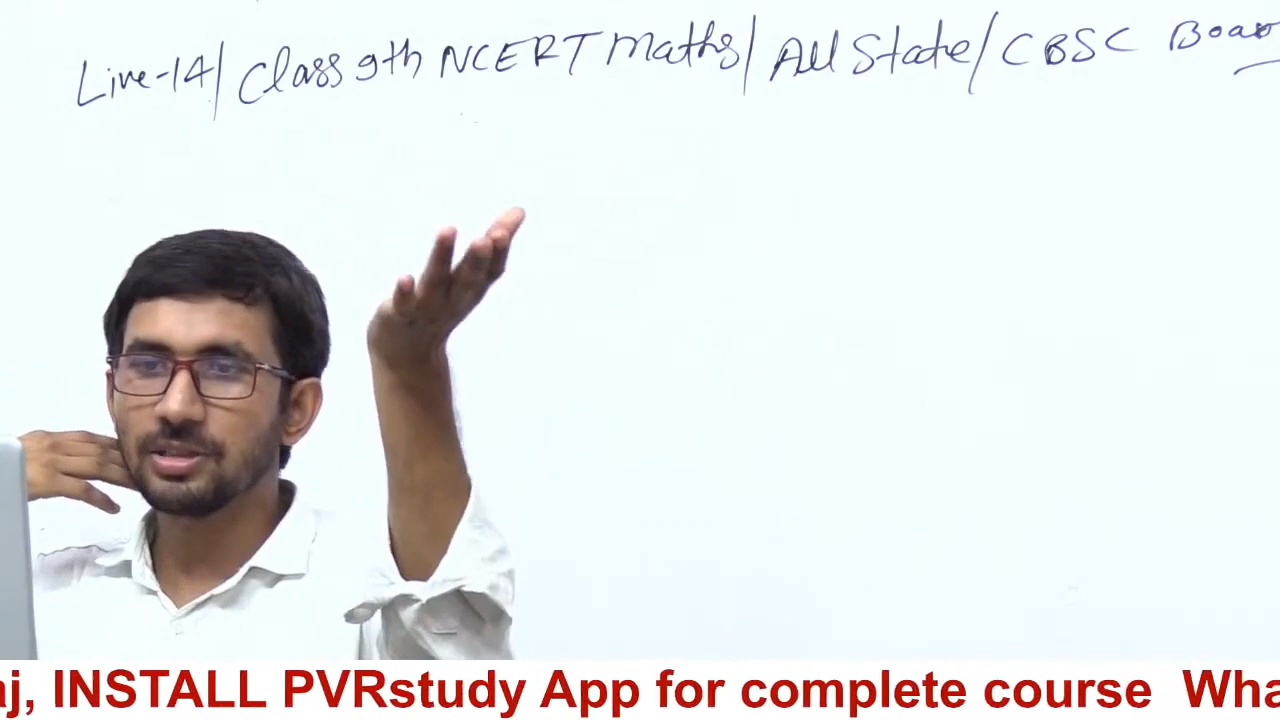 Live-14/ Class 9th NCERT Maths/ All State/ CBSC Boar
aj, INSTALL PVRstudy App for complete course Wha